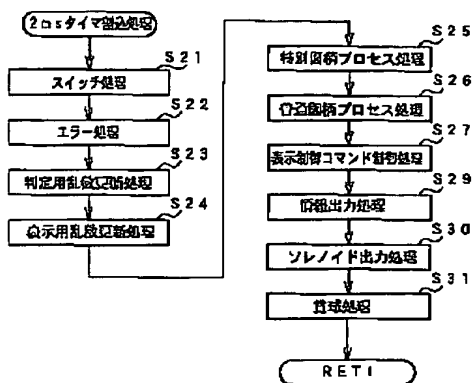 2msタイマ割込処理
S21
スイッチ処理
S22
エラー処理
S23
判定用乱数更新処理
S24
表示用乱数更新処理
S25
特別図柄プロセス処理
S26
普通図柄プロセス処理
S27
表示制御コマンド制御処理
S29
情報出力処理
S30
ソレノイド出力処理
S31
賞球処理
RETI